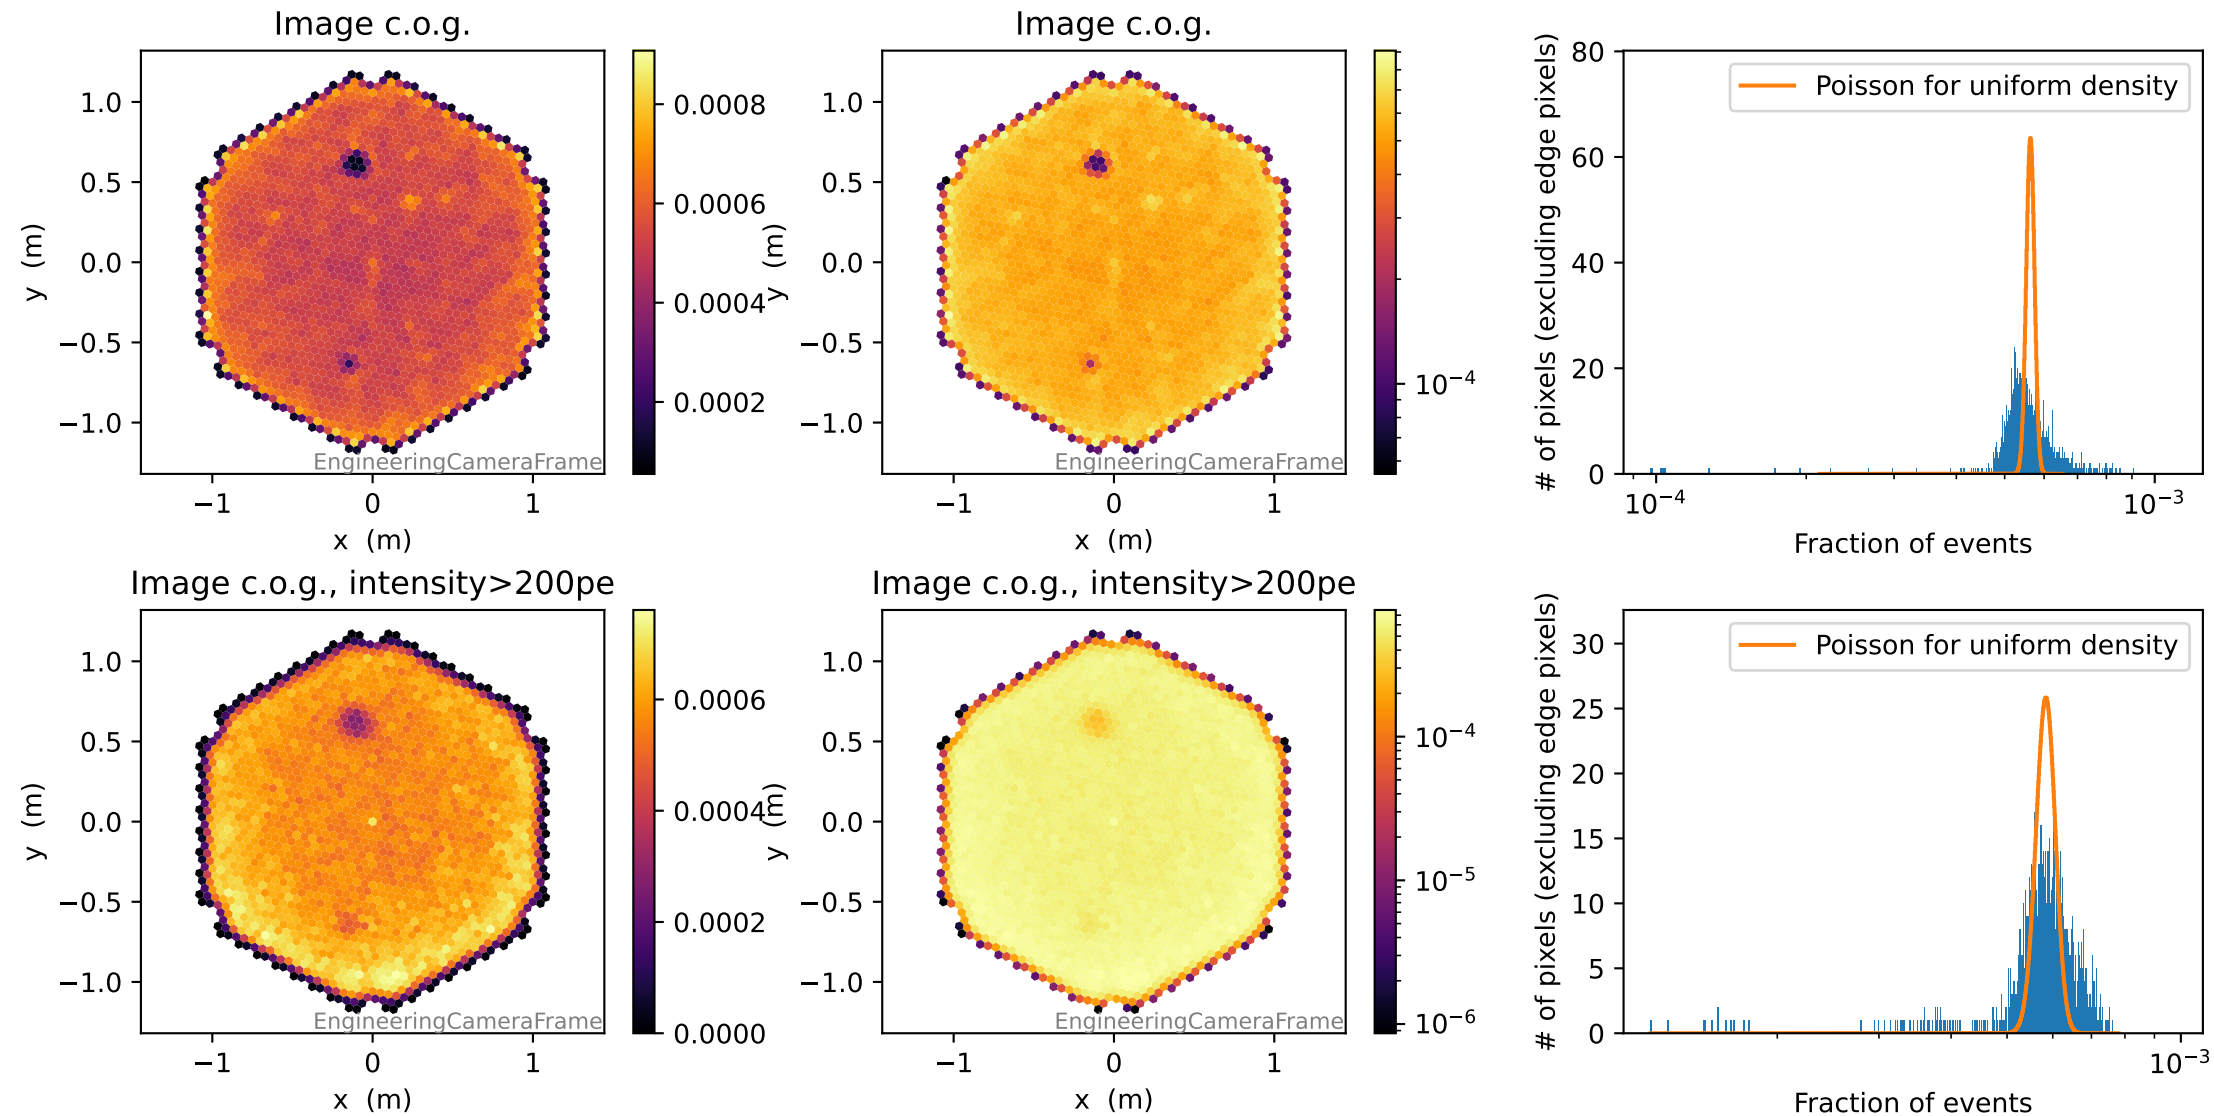 Image c.o.g.
1.0
0.5
0.0
−0.5
−1.0
y (m)
−1
0
1
x (m)
EngineeringCameraFrame
0.0008
0.0006
0.0004
0.0002
Image c.o.g.
1.0
0.5
0.0
−0.5
−1.0
y (m)
−1
0
1
x (m)
EngineeringCameraFrame
10⁻⁴
80
60
40
20
0
# of pixels (excluding edge pixels)
Poisson for uniform density
10⁻⁴
10⁻³
Fraction of events
Image c.o.g., intensity>200pe
1.0
0.5
0.0
−0.5
−1.0
y (m)
−1
0
1
x (m)
EngineeringCameraFrame
0.0006
0.0004
0.0002
0.0000
Image c.o.g., intensity>200pe
1.0
0.5
0.0
−0.5
−1.0
y (m)
−1
0
1
x (m)
EngineeringCameraFrame
10⁻⁴
10⁻⁵
10⁻⁶
30
25
20
15
10
5
0
# of pixels (excluding edge pixels)
Poisson for uniform density
10⁻³
Fraction of events